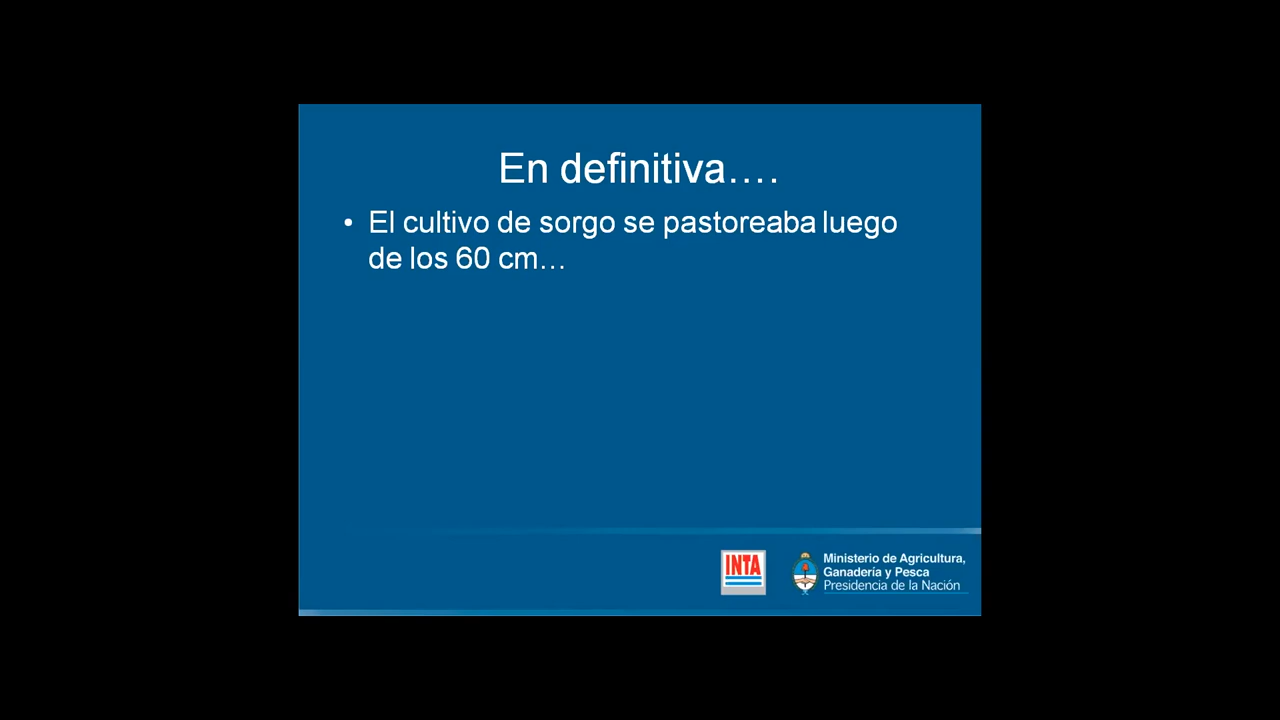 En definitiva….
• El cultivo de sorgo se pastoreaba luego
de los 60 cm…
INTA
Ministerio de Agricultura,
Ganadería y Pesca
Presidencia de la Nación